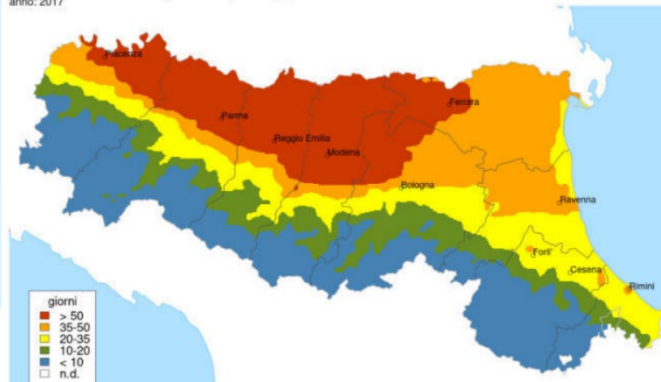 anno: 2017
Piacenza
Parma
Reggio Emilia
Modena
Ferrara
Bologna
Ravenna
Forli'
Cesena
Rimini
giorni
> 50
35-50
20-35
10-20
< 10
n.d.